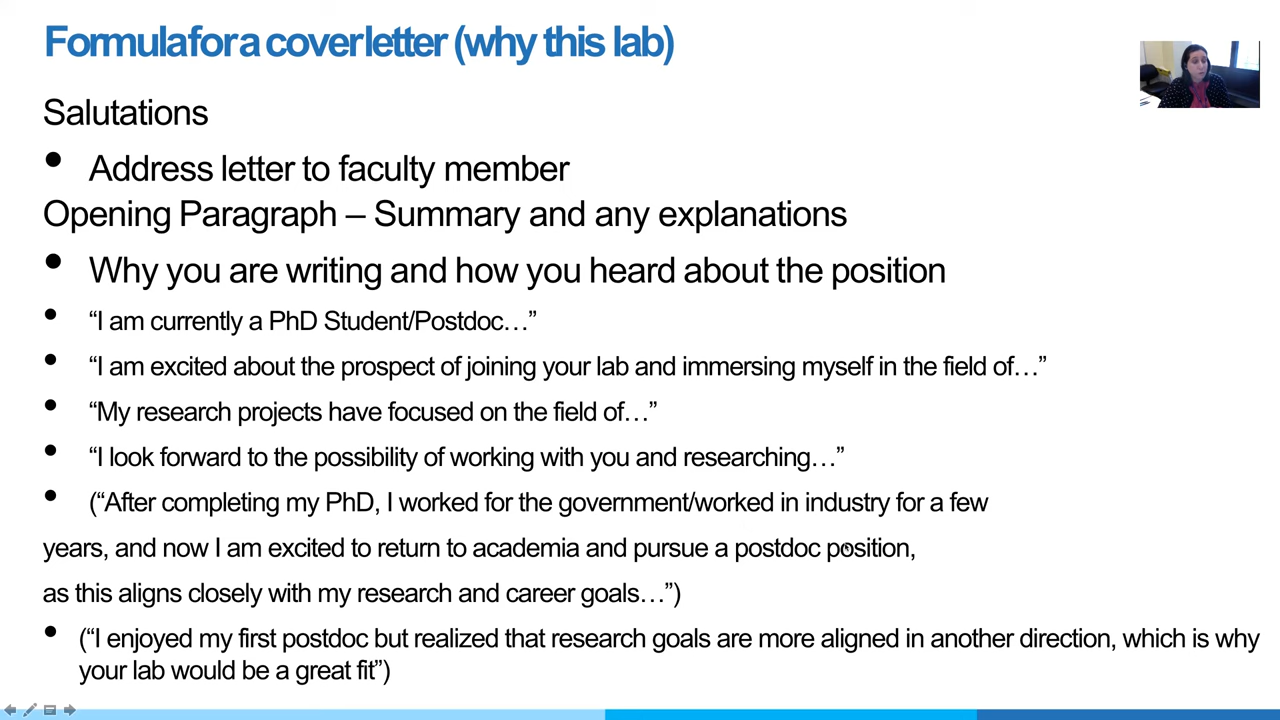 Formula for a cover letter (why this lab)
Salutations
• Address letter to faculty member
Opening Paragraph – Summary and any explanations
• Why you are writing and how you heard about the position
• “I am currently a PhD Student/Postdoc…”
• “I am excited about the prospect of joining your lab and immersing myself in the field of…”
• “My research projects have focused on the field of…”
• “I look forward to the possibility of working with you and researching…”
• (“After completing my PhD, I worked for the government/worked in industry for a few
years, and now I am excited to return to academia and pursue a postdoc position,
as this aligns closely with my research and career goals…”)
• (“I enjoyed my first postdoc but realized that research goals are more aligned in another direction, which is why
your lab would be a great fit”)